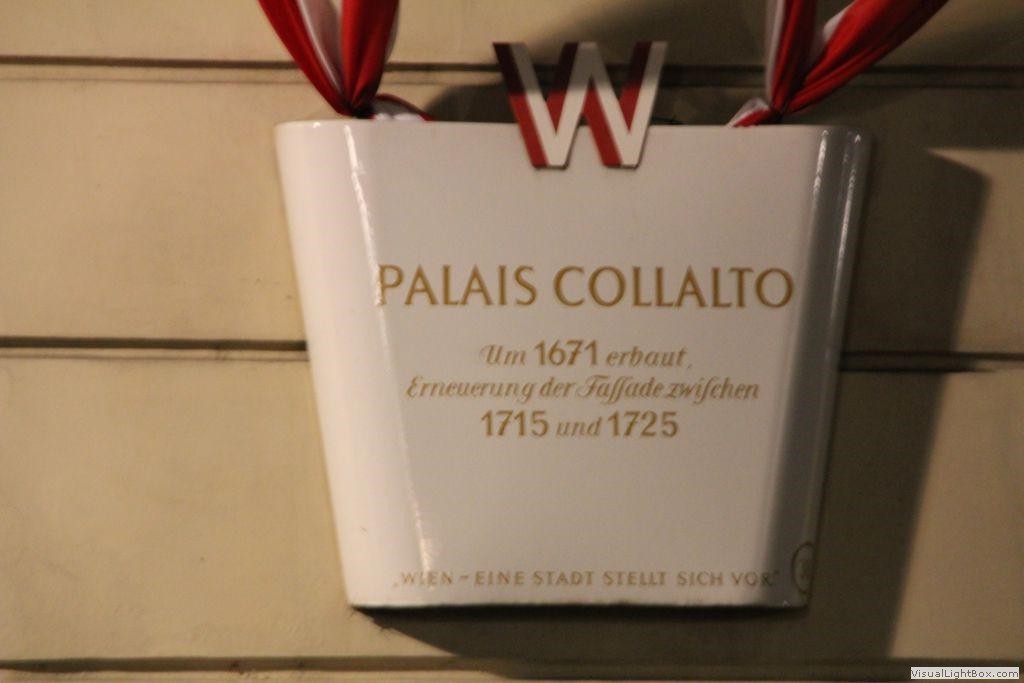 W
PALAIS COLLALTO
Um 1671 erbaut,
Erneuerung der Faſſade zwiſchen
1715 und 1725
„WIEN – EINE STADT STELLT SICH VOR"
VisualLightBox.com